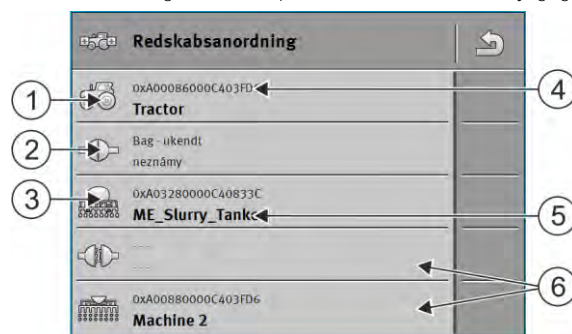 Redskabsanordning
1
0xA00086000C403FD
4
Tractor
2
Bag - ukendt
neznámy
3
0xA03280000C40833C
ME_Slurry_Tank
5
----
----
6
0xA00880000C403FD6
Machine 2